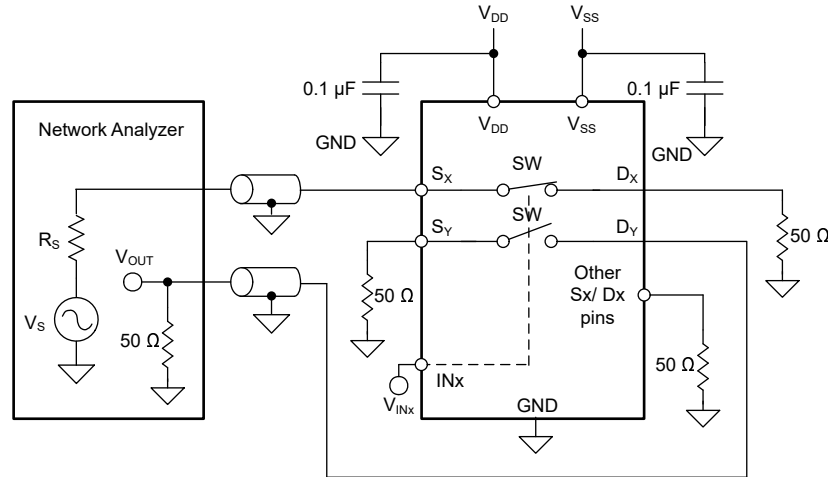 VDD
VSS
0.1 µF
0.1 µF
VDD
VSS
GND
GND
Network Analyzer
SX
SW
DX
SY
SW
DY
RS
VOUT
50 Ω
VS
50 Ω
50 Ω
Other
Sx/ Dx
pins
50 Ω
INx
VINx
GND